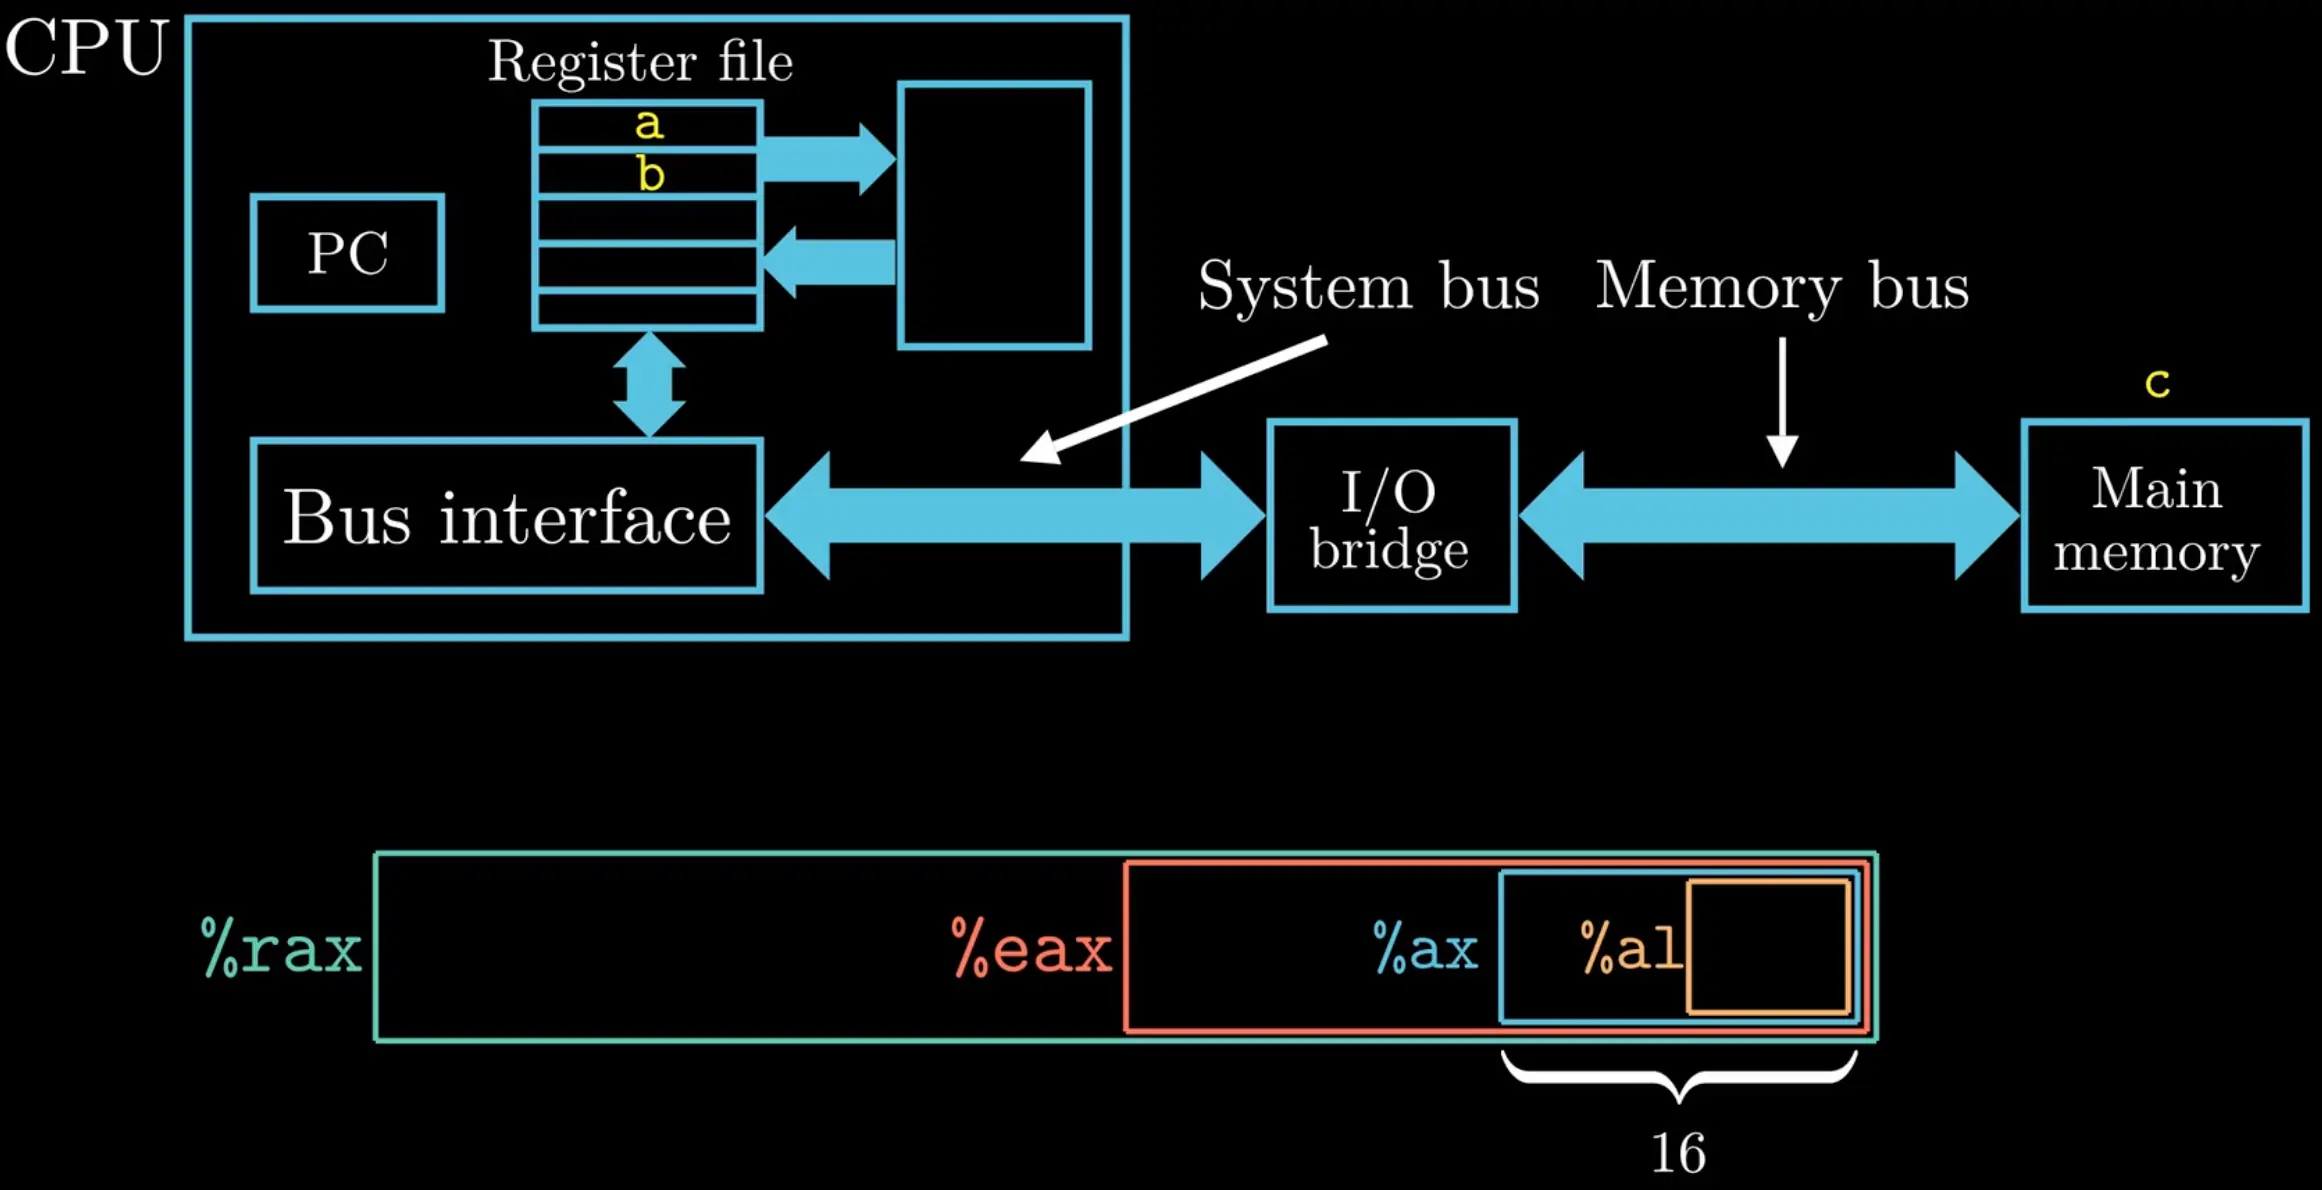 CPU
Register file
a
b
PC
System bus
Memory bus
c
Bus interface
I/O
bridge
Main
memory
%rax
%eax
%ax
%al
16